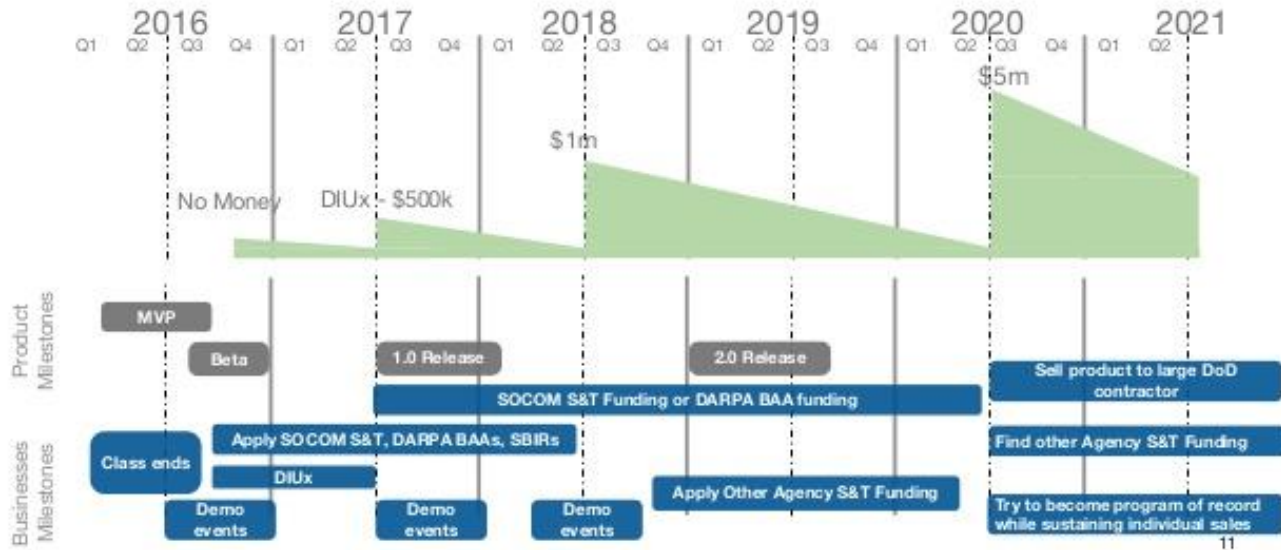 2016 2017 2018 2019 2020 2021
Q1 Q2 Q3 Q4 Q1 Q2 Q3 Q4 Q1 Q2 Q3 Q4 Q1 Q2 Q3 Q4 Q1 Q2 Q3 Q4 Q1 Q2
$5m
$1m
No Money
DIUx - $500k
Product
Milestones
MVP
Beta
1.0 Release
2.0 Release
Sell product to large DoD
contractor
SOCOM S&T Funding or DARPA BAA funding
Businesses
Milestones
Class ends
Apply SOCOM S&T, DARPA BAAs, SBIRs
Find other Agency S&T Funding
DIUx
Apply Other Agency S&T Funding
Demo
events
Demo
events
Demo
events
Try to become program of record
while sustaining individual sales
11